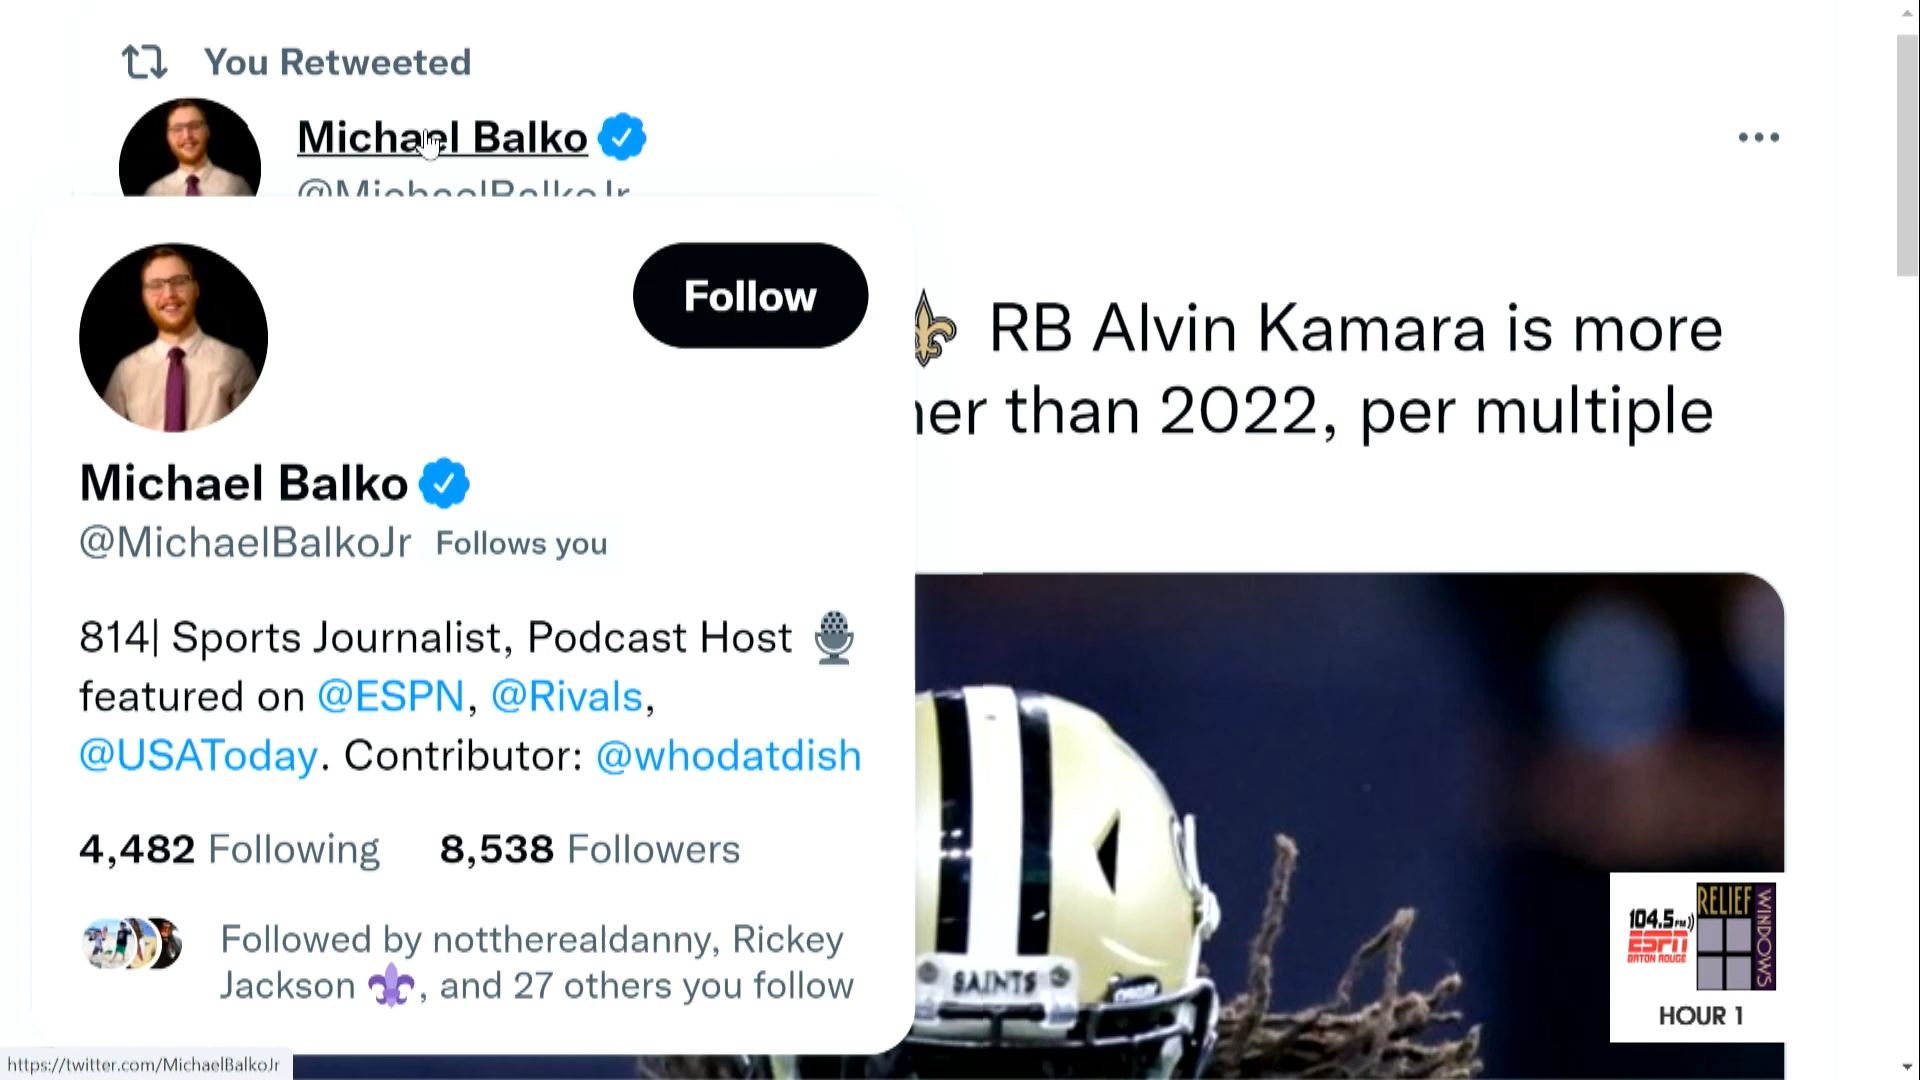 You Retweeted
Michael Balko
@MichaelBalkoJr
Follow
RB Alvin Kamara is more
than 2022, per multiple
Michael Balko
@MichaelBalkoJr Follows you
814| Sports Journalist, Podcast Host
featured on @ESPN, @Rivals,
@USAToday. Contributor: @whodatdish
4,482 Following 8,538 Followers
Followed by nottherealdanny, Rickey
Jackson , and 27 others you follow
SAINTS
104.5 FM
ESPN
BATON ROUGE
RELIEF
WINDOWS
HOUR 1
https://twitter.com/MichaelBalkoJr